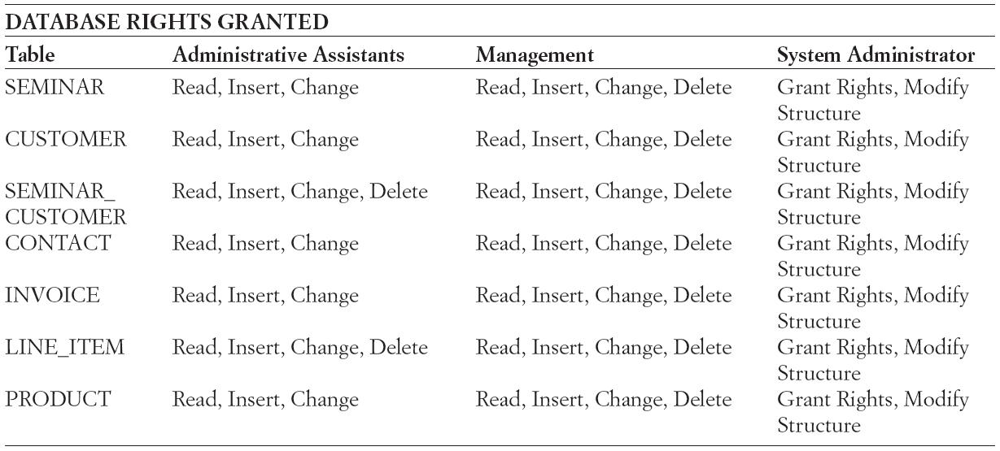 DATABASE RIGHTS GRANTED
Table Administrative Assistants Management System Administrator
SEMINAR Read, Insert, Change Read, Insert, Change, Delete Grant Rights, Modify
Structure
CUSTOMER Read, Insert, Change Read, Insert, Change, Delete Grant Rights, Modify
Structure
SEMINAR_ Read, Insert, Change, Delete Read, Insert, Change, Delete Grant Rights, Modify
CUSTOMER Structure
CONTACT Read, Insert, Change Read, Insert, Change, Delete Grant Rights, Modify
Structure
INVOICE Read, Insert, Change Read, Insert, Change, Delete Grant Rights, Modify
Structure
LINE_ITEM Read, Insert, Change, Delete Read, Insert, Change, Delete Grant Rights, Modify
Structure
PRODUCT Read, Insert, Change Read, Insert, Change, Delete Grant Rights, Modify
Structure